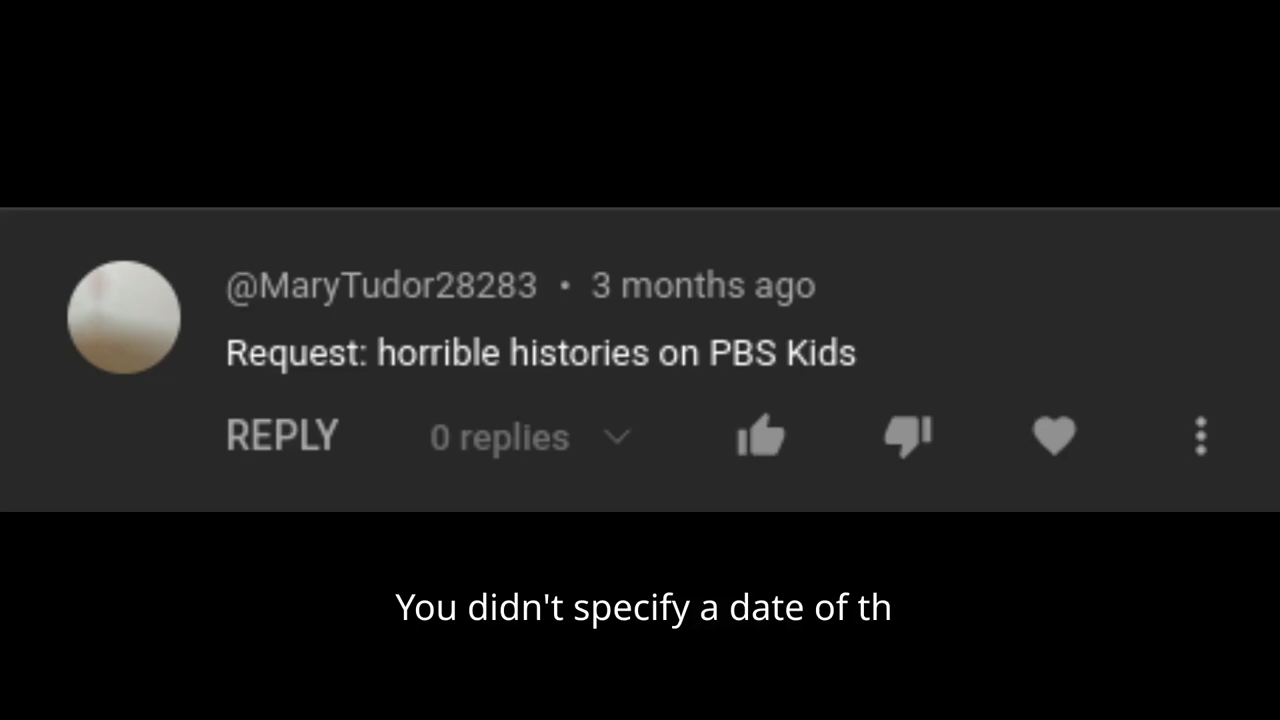 @MaryTudor28283 • 3 months ago
Request: horrible histories on PBS Kids
REPLY 0 replies
You didn't specify a date of th